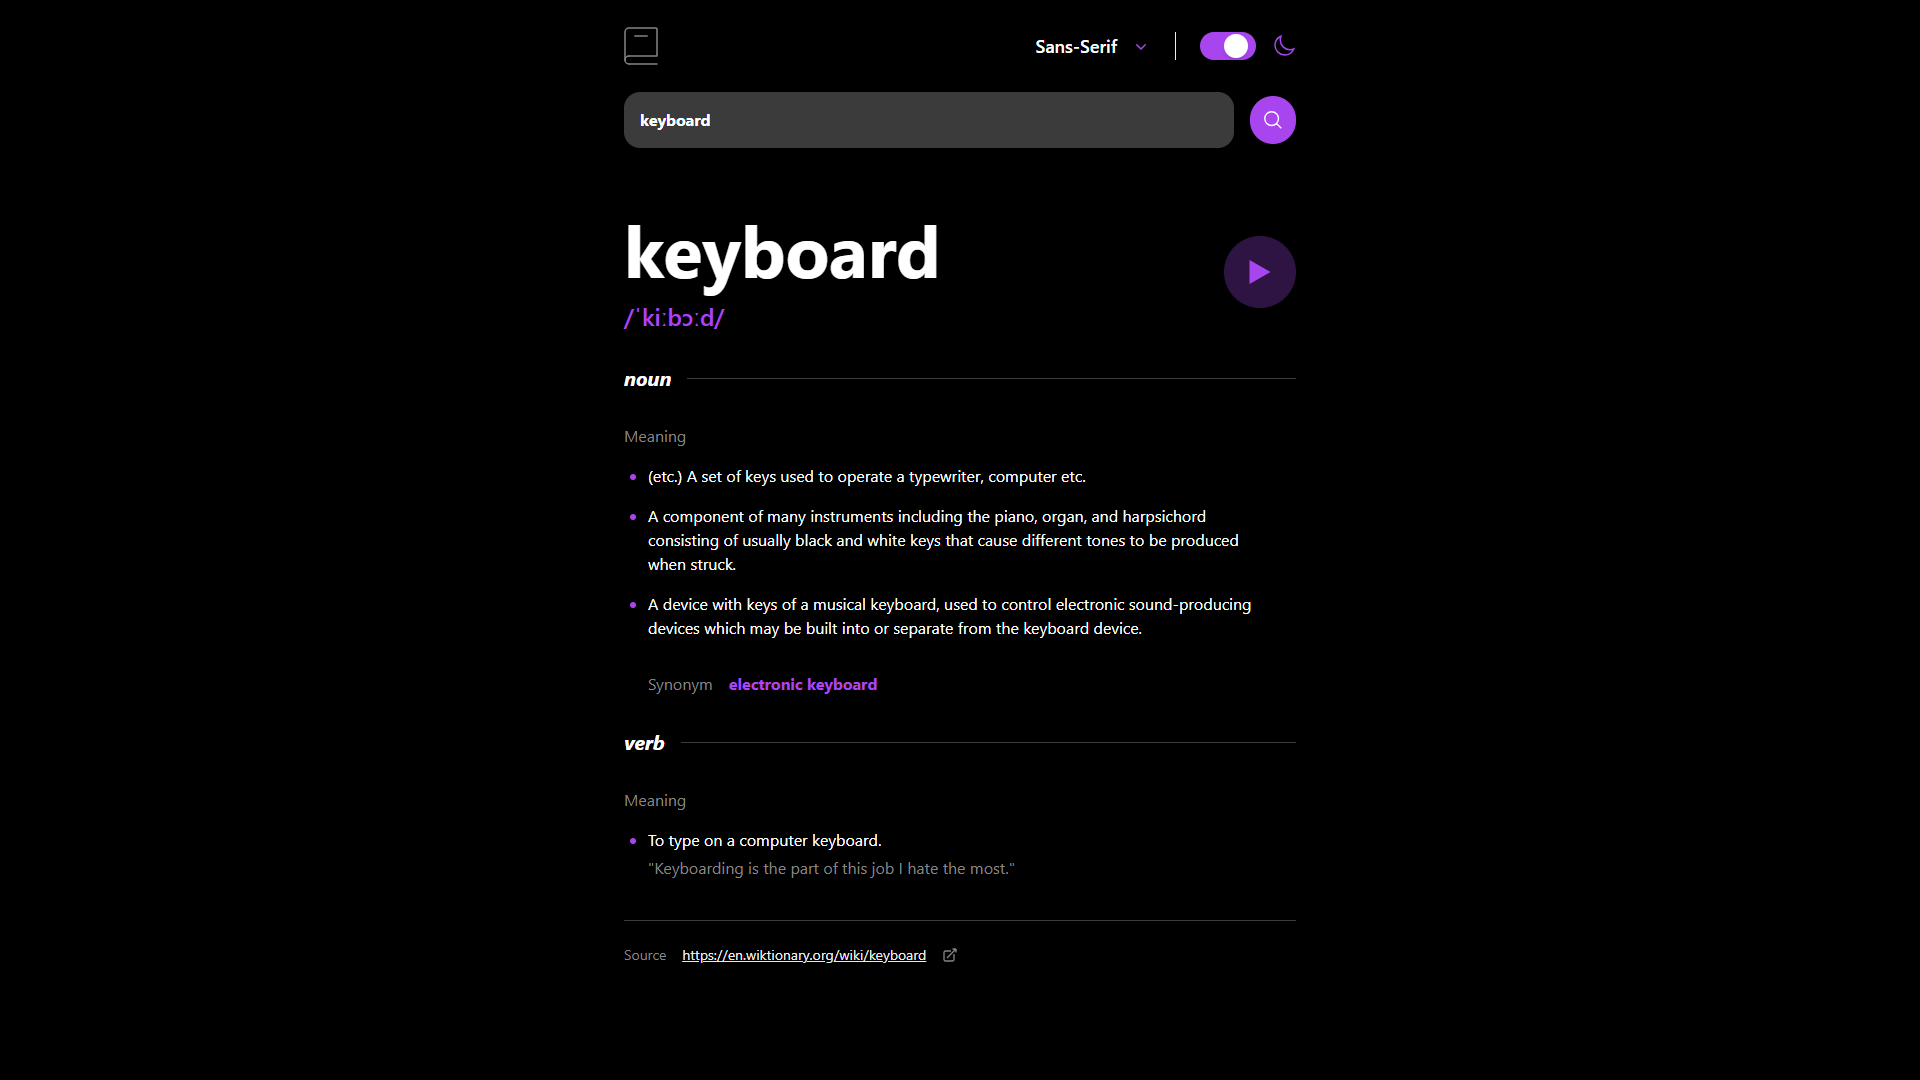 Sans-Serif
keyboard
keyboard
/ˈkiːbɔːd/
noun
Meaning
(etc.) A set of keys used to operate a typewriter, computer etc.
A component of many instruments including the piano, organ, and harpsichord
consisting of usually black and white keys that cause different tones to be produced
when struck.
A device with keys of a musical keyboard, used to control electronic sound-producing
devices which may be built into or separate from the keyboard device.
Synonym electronic keyboard
verb
Meaning
To type on a computer keyboard.
"Keyboarding is the part of this job I hate the most."
Source https://en.wiktionary.org/wiki/keyboard